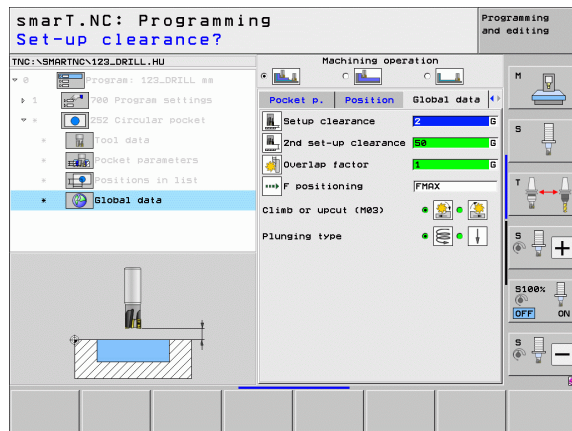 smarT.NC: Programming
Set-up clearance?
Programming
and editing
TNC:\SMARTNC\123_DRILL.HU
0 Program: 123_DRILL mm
1 700 Program settings
* 252 Circular pocket
* Tool data
* Pocket parameters
* Positions in list
* Global data
Machining operation
Pocket p. Position Global data
Setup clearance 2 G
2nd set-up clearance 50 G
Overlap factor 1 G
F positioning FMAX
Climb or upcut (M03)
Plunging type
M
S
T
S
S100%
OFF ON
S